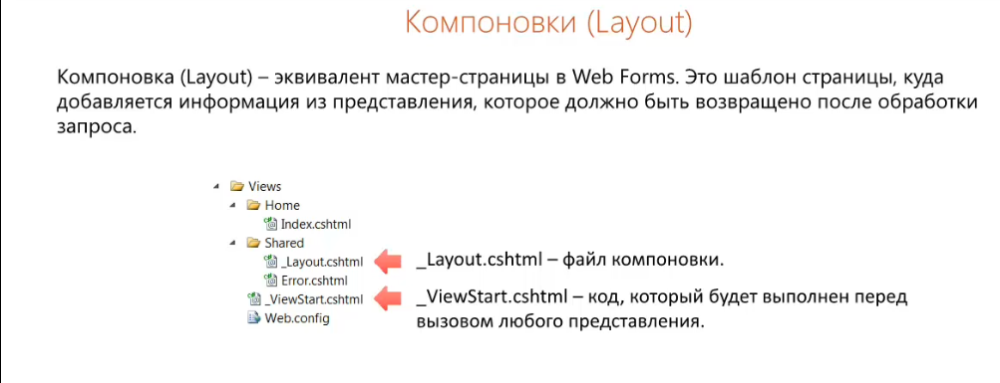 Компоновки (Layout)
Компоновка (Layout) – эквивалент мастер-страницы в Web Forms. Это шаблон страницы, куда
добавляется информация из представления, которое должно быть возвращено после обработки
запроса.
Views
Home
Index.cshtml
Shared
_Layout.cshtml
_Layout.cshtml – файл компоновки.
Error.cshtml
_ViewStart.cshtml
_ViewStart.cshtml – код, который будет выполнен перед
вызовом любого представления.
Web.config